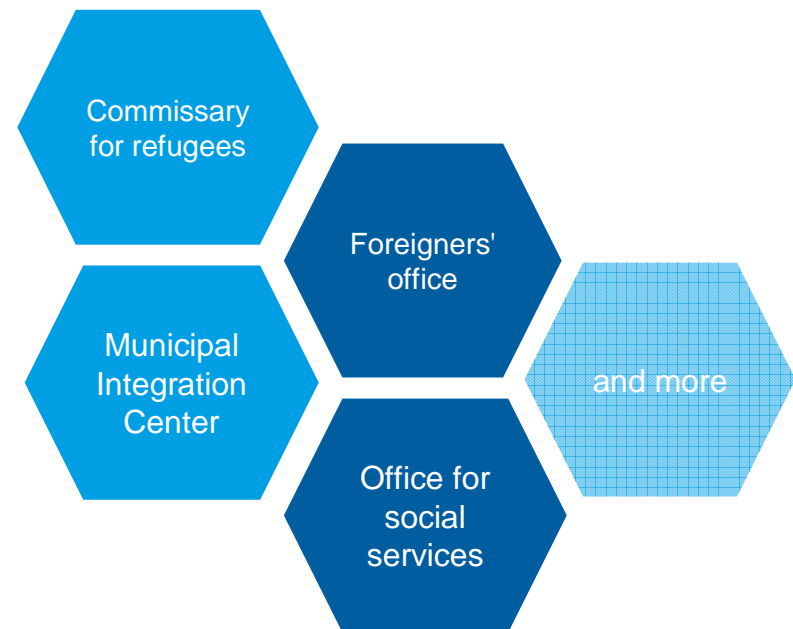 Commissary
for refugees
Foreigners'
office
Municipal
Integration
Center
and more
Office for
social
services